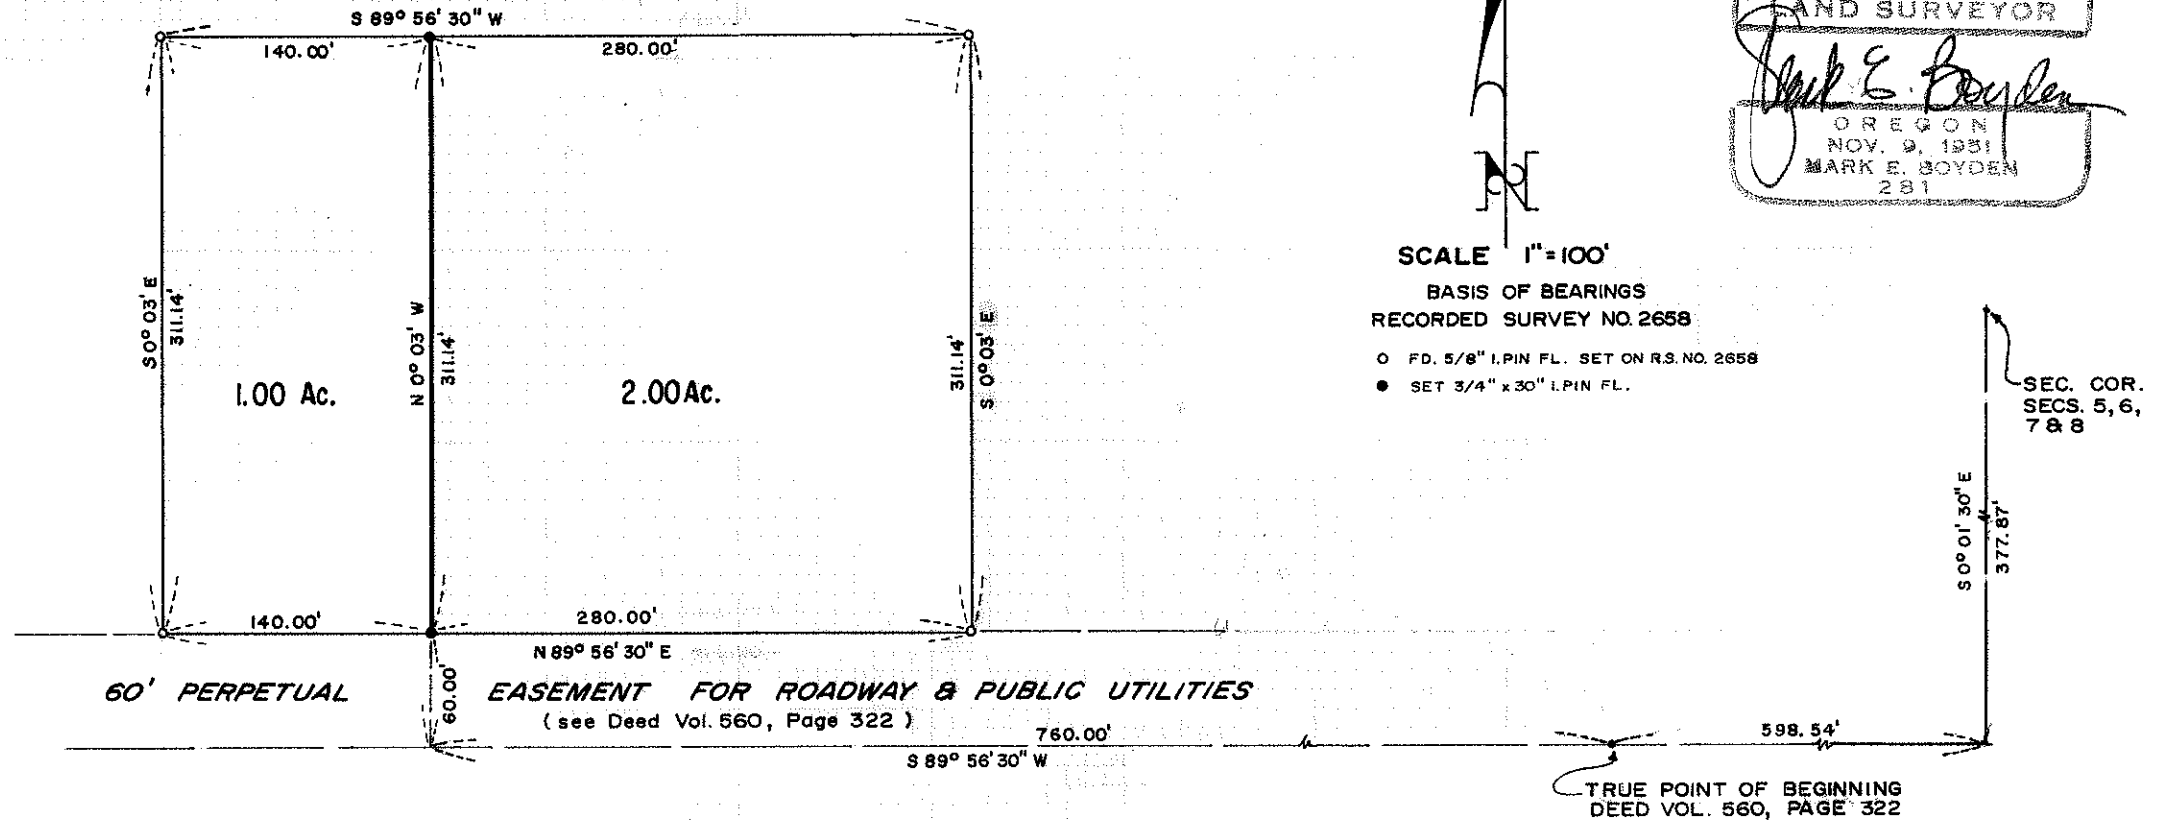 S 89° 56' 30" W
140.00'
280.00'
S 0° 03' E
311.14'
1.00 Ac.
N 0° 03' W
311.14'
2.00 Ac.
311.14'
S 0° 03' E
140.00'
280.00'
N 89° 56' 30" E
60' PERPETUAL EASEMENT FOR ROADWAY & PUBLIC UTILITIES
(see Deed Vol. 560, Page 322)
60.00'
760.00'
S 89° 56' 30" W
598.54'
TRUE POINT OF BEGINNING
DEED VOL. 560, PAGE 322
N
SCALE 1"=100'
BASIS OF BEARINGS
RECORDED SURVEY NO. 2658
O FD. 5/8" I.PIN FL. SET ON R.S. NO. 2658
● SET 3/4" x 30" I.PIN FL.
LAND SURVEYOR
Mark E. Boyden
OREGON
NOV. 9, 1951
MARK E. BOYDEN
281
SEC. COR.
SECS. 5, 6,
7 & 8
S 0° 01' 30" E
377.87'